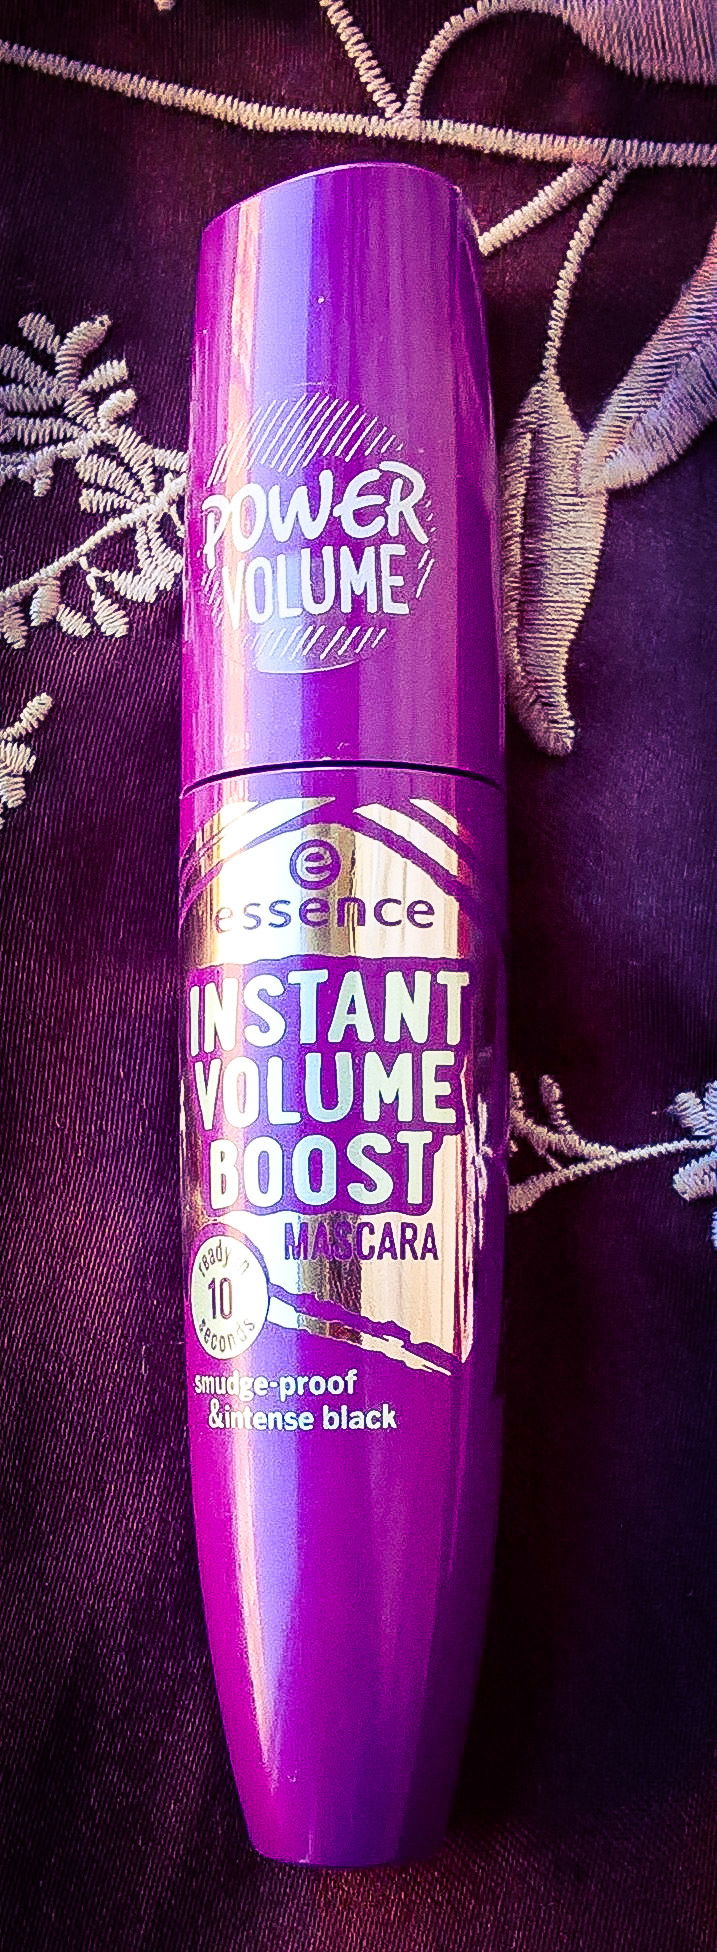 POWER
VOLUME
e
essence
INSTANT
VOLUME
BOOST
MASCARA
ready in
10
seconds
smudge-proof
&intense black